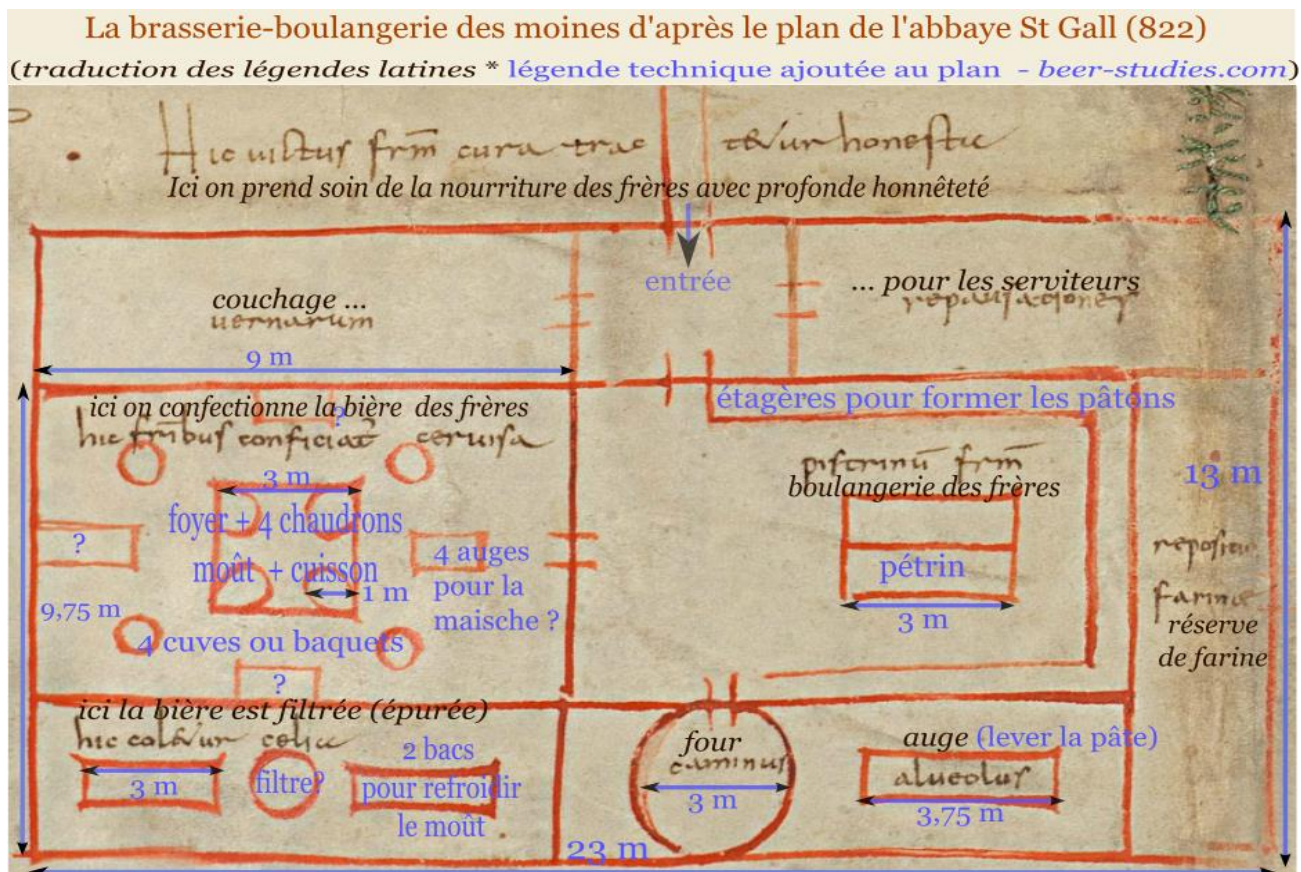 La brasserie-boulangerie des moines d'après le plan de l'abbaye St Gall (822)
(traduction des légendes latines * légende technique ajoutée au plan - beer-studies.com)
Hic uictus frm̄ cura trac tetur honestic
Ici on prend soin de la nourriture des frères avec profonde honnêteté
entrée
couchage ...
uernarum
... pour les serviteurs
repausationes
9 m
ici on confectionne la bière des frères
?
hic frībus conficiat ceruisa
étagères pour former les pâtons
pistrinū frm̄
boulangerie des frères
13 m
3 m
foyer + 4 chaudrons
moût + cuisson
1 m
?
9,75 m
4 auges
pour la
maische ?
4 cuves ou baquets
?
pétrin
3 m
farinae
réserve
de farine
ici la bière est filtrée (épurée)
hic coletur celia
3 m
filtre?
2 bacs
pour refroidir
le moût
four
caminus
3 m
auge (lever la pâte)
alueolus
3,75 m
23 m